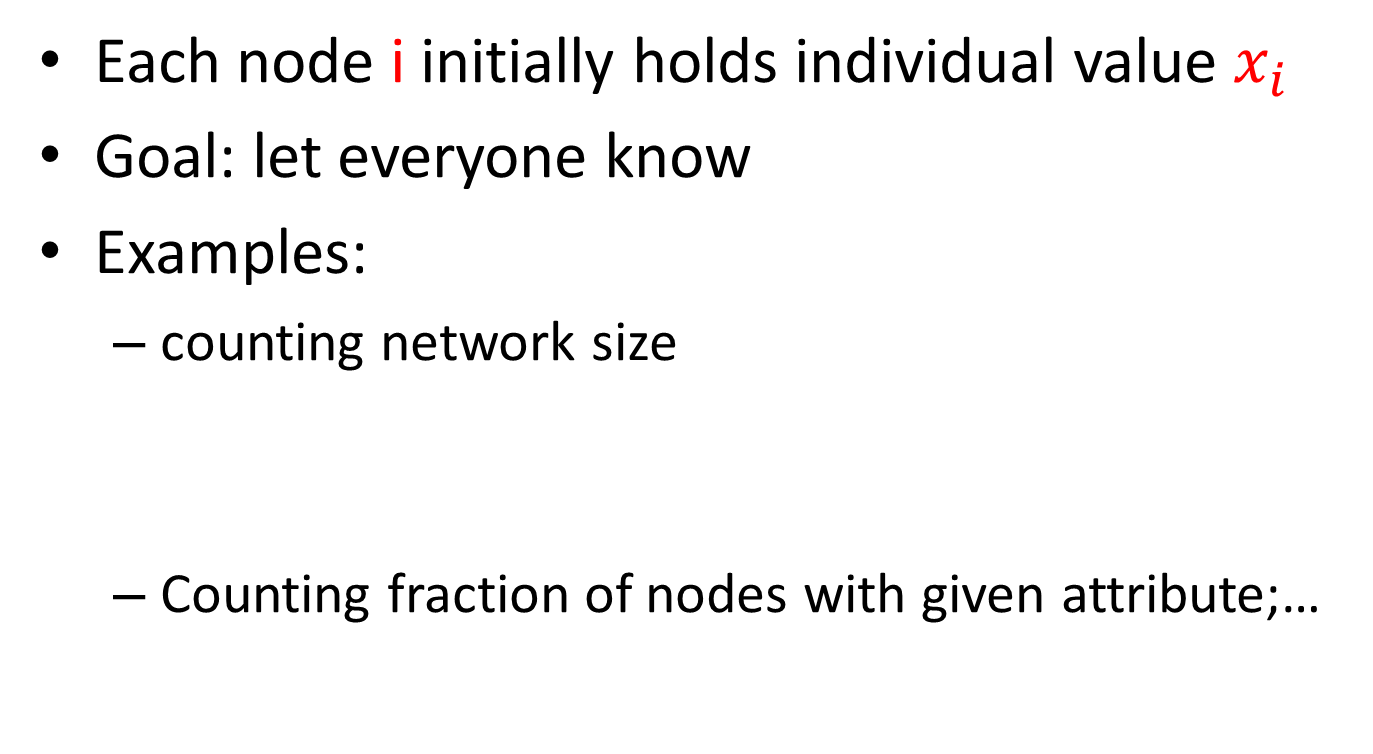 • Each node i initially holds individual value xᵢ
• Goal: let everyone know
• Examples:
– counting network size
– Counting fraction of nodes with given attribute;…